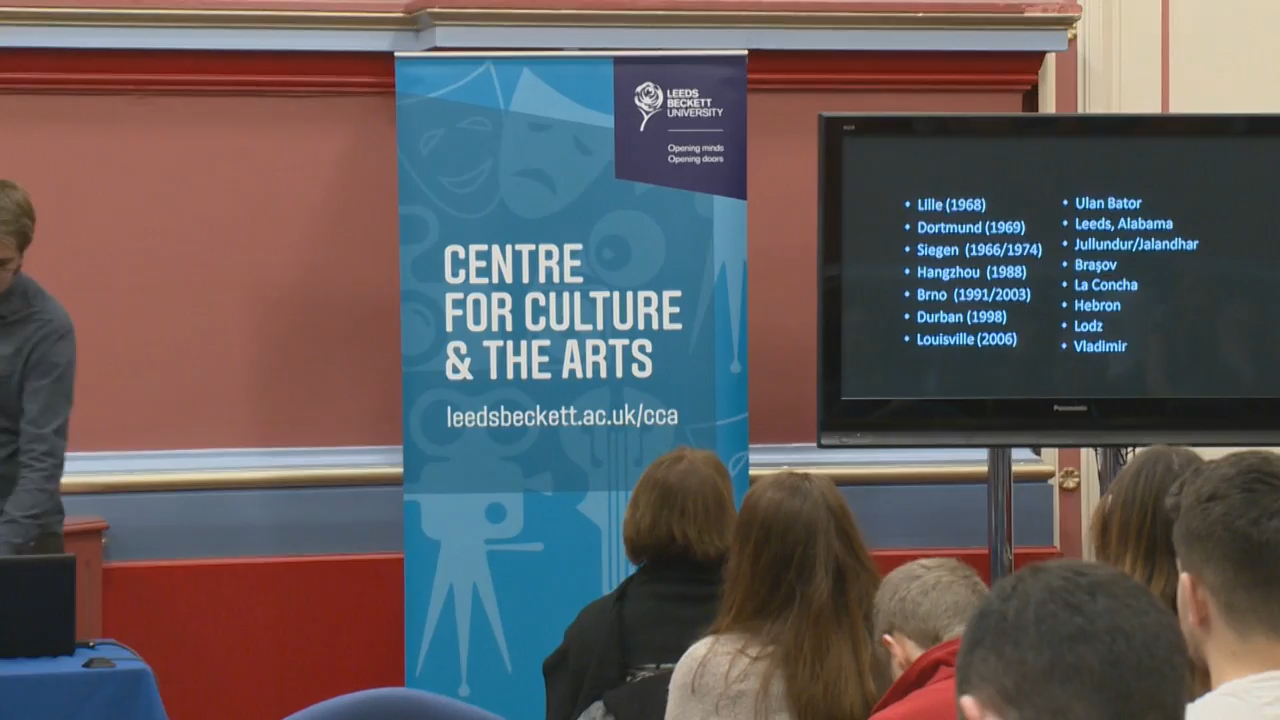 LEEDS
BECKETT
UNIVERSITY
Opening minds
Opening doors
CENTRE
FOR CULTURE
& THE ARTS
leedsbeckett.ac.uk/cca
• Lille (1968)
• Dortmund (1969)
• Siegen (1966/1974)
• Hangzhou (1988)
• Brno (1991/2003)
• Durban (1998)
• Louisville (2006)
• Ulan Bator
• Leeds, Alabama
• Jullundur/Jalandhar
• Braşov
• La Concha
• Hebron
• Lodz
• Vladimir
Panasonic